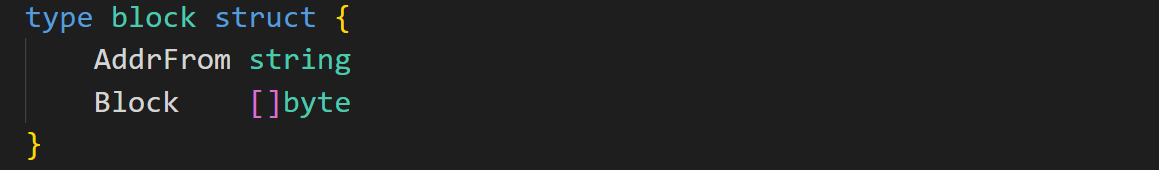 type block struct {
    AddrFrom string
    Block    []byte
}